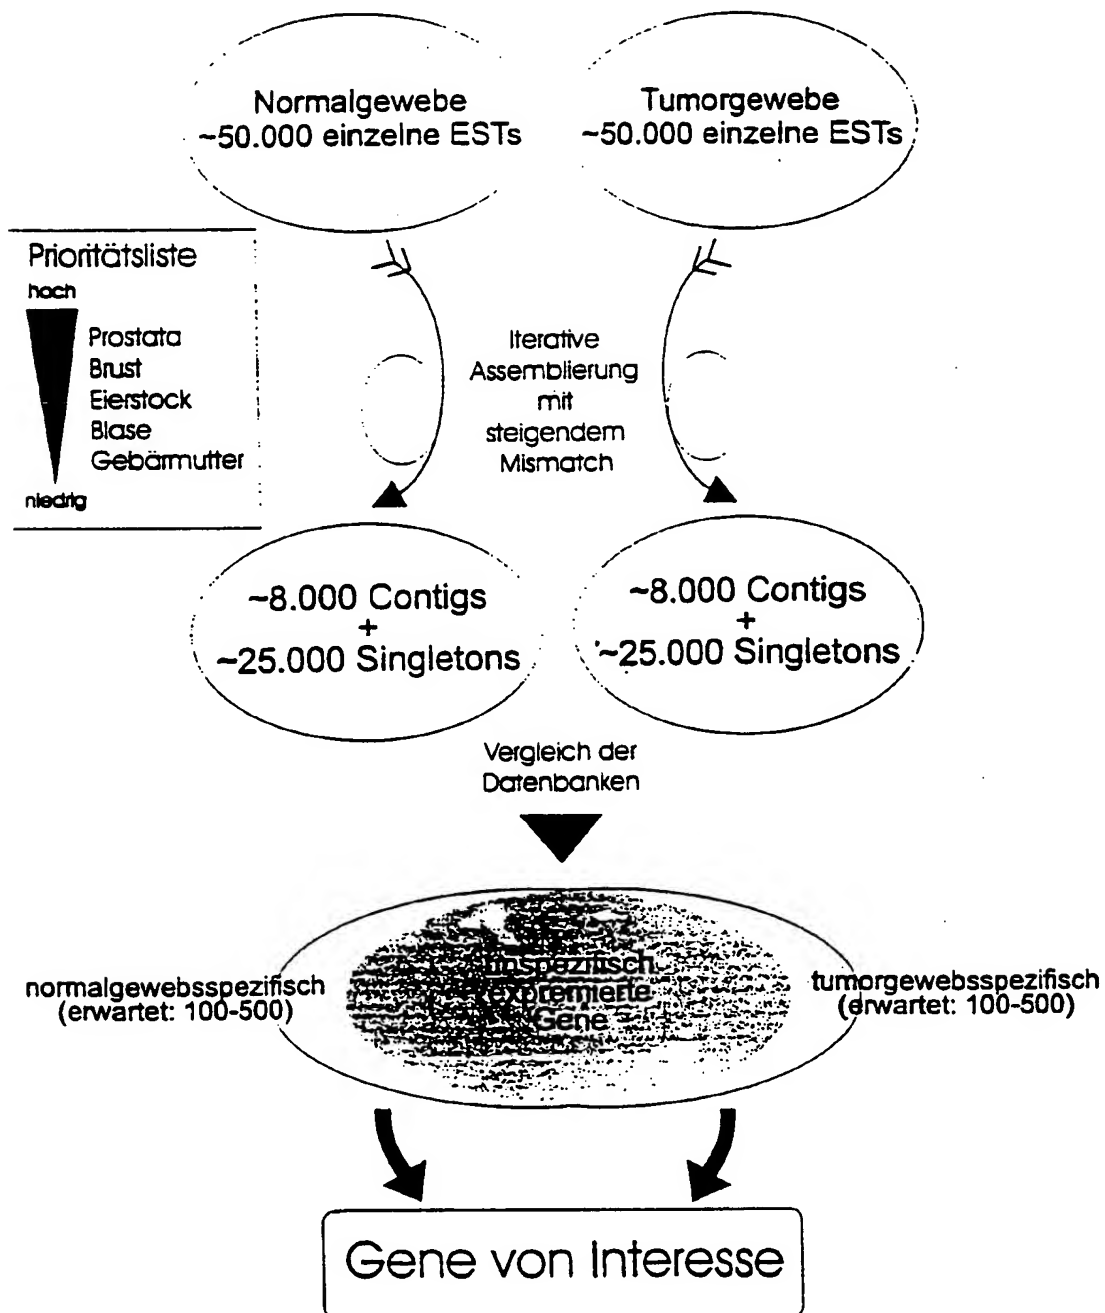 Normalgewebe
~50.000 einzelne ESTs
Tumorgewebe
~50.000 einzelne ESTs
Prioritätsliste
hoch
Prostata
Brust
Eierstock
Blase
Gebärmutter
niedrig
Iterative
Assemblierung
mit
steigendem
Mismatch
~8.000 Contigs
+
~25.000 Singletons
~8.000 Contigs
+
~25.000 Singletons
Vergleich der
Datenbanken
normalgewebsspezifisch
(erwartet: 100-500)
unspezifisch
expremierte
Gene
tumorgewebsspezifisch
(erwartet: 100-500)
Gene von Interesse